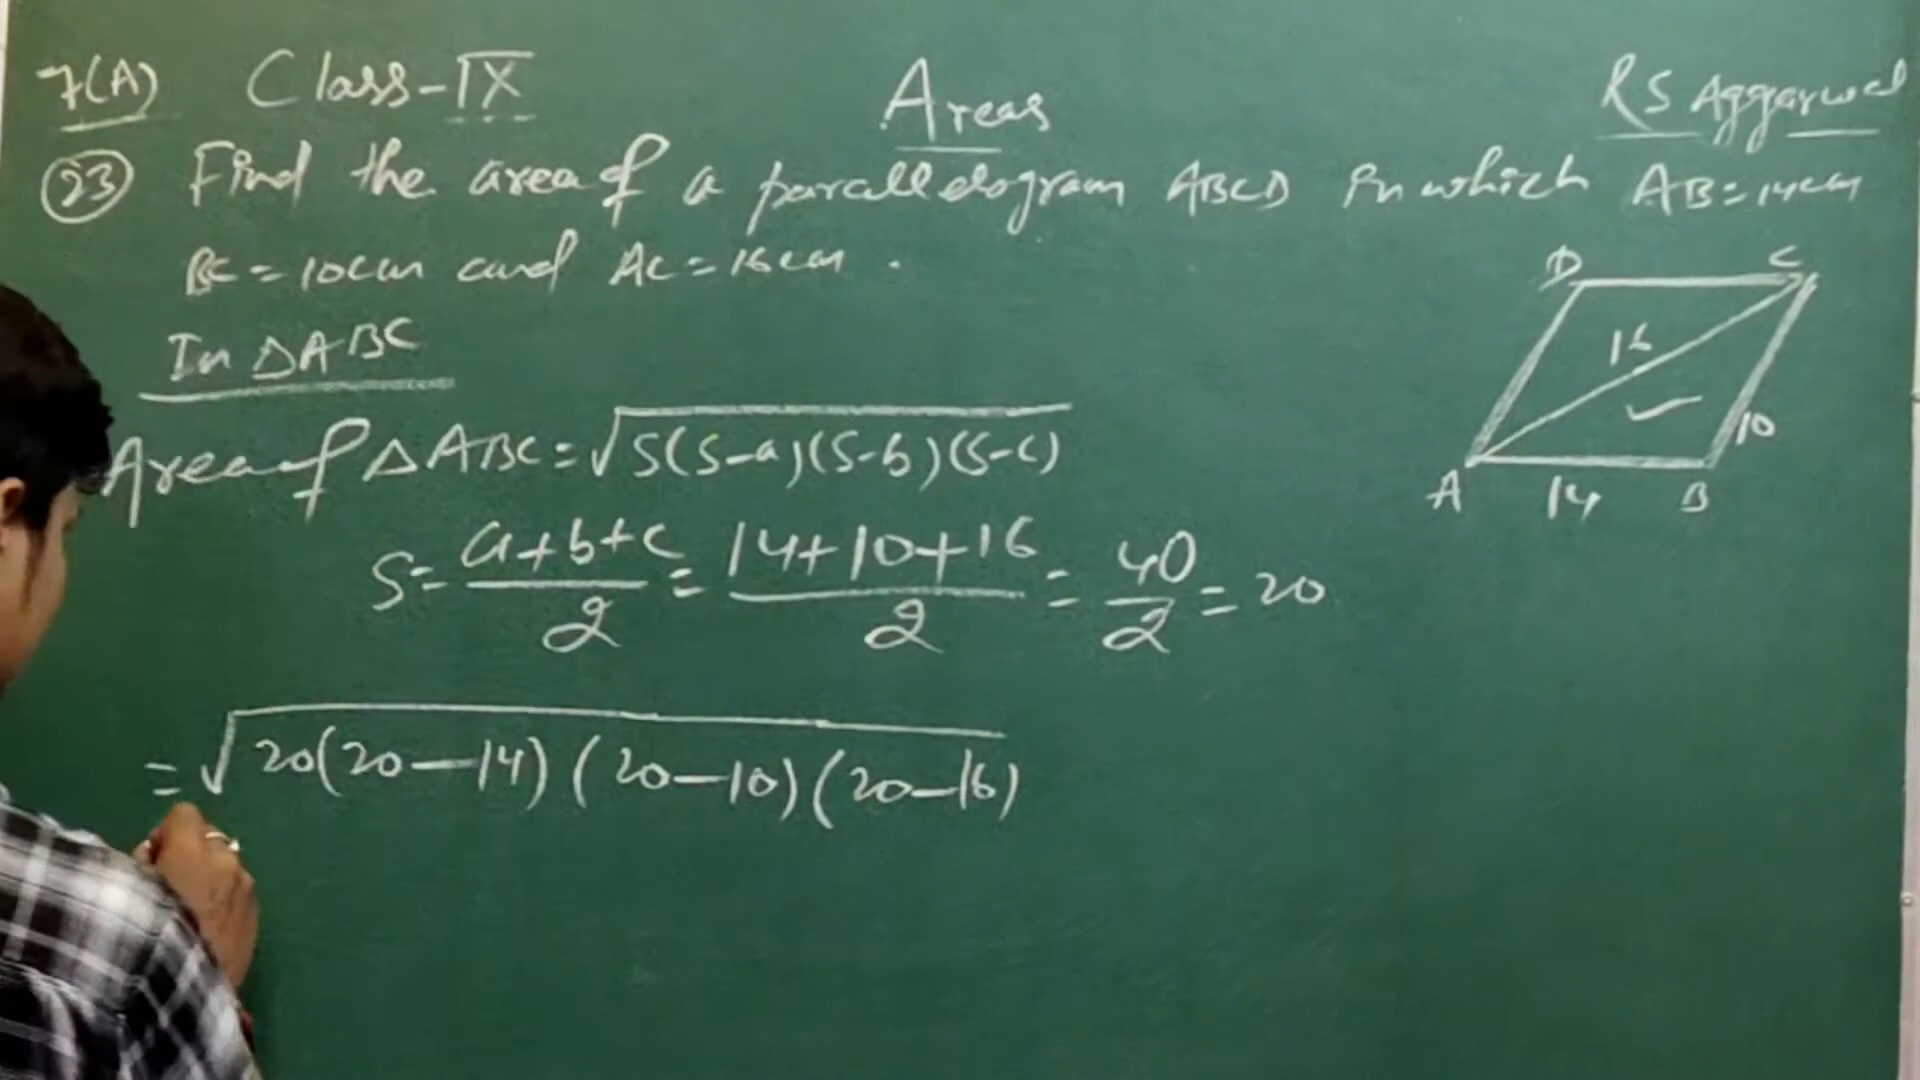 7(A) Class-IX Areas RS Aggarwal
23 Find the area of a parallelogram ABCD in which AB=14cm
BC=10cm and AC=16cm.
In △ABC
Area of △ABC=√S(S-a)(S-b)(S-c)
S=a+b+c/2=14+10+16/2=40/2=20
=√20(20-14)(20-10)(20-16)
D C
16
10
A 14 B